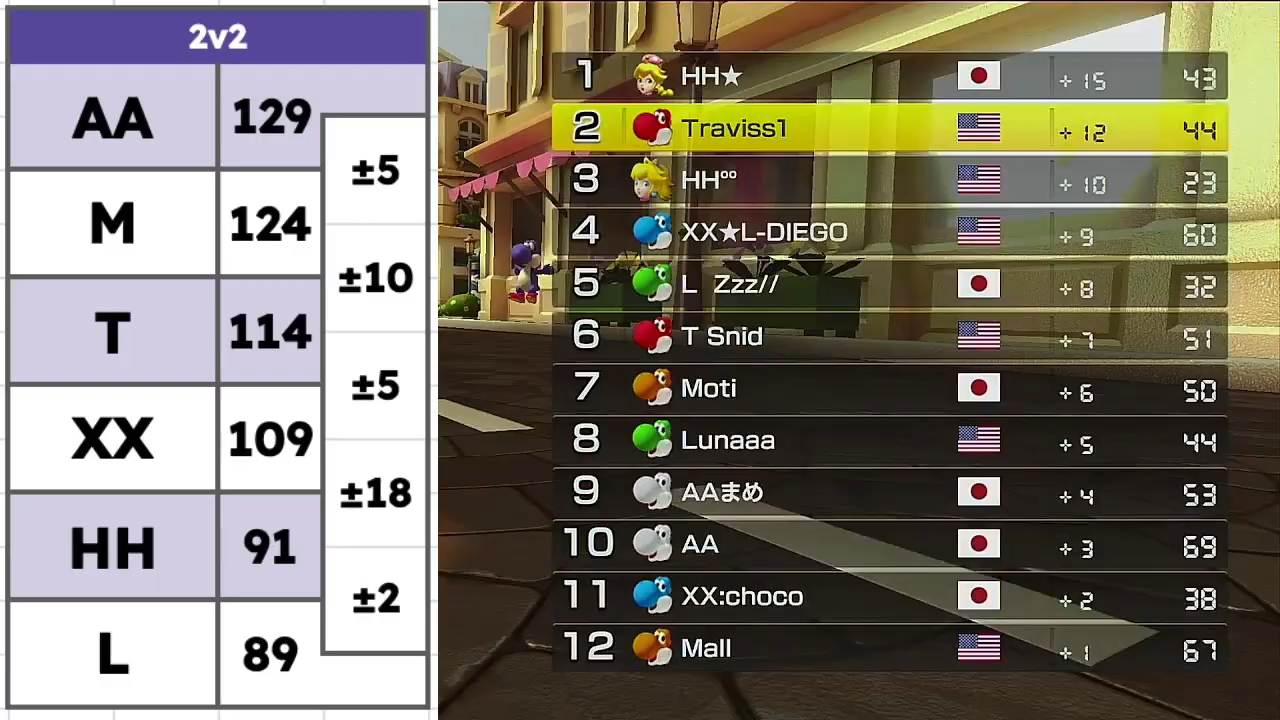 2v2
AA 129
±5
M 124
±10
T 114
±5
XX 109
±18
HH 91
±2
L 89
1 HH★ +15 43
2 Traviss1 +12 44
3 HH°° +10 23
4 XX★L-DIEGO +9 60
5 L Zzz// +8 32
6 T Snid +7 51
7 Moti +6 50
8 Lunaaa +5 44
9 AAまめ +4 53
10 AA +3 69
11 XX:choco +2 38
12 Mall +1 67